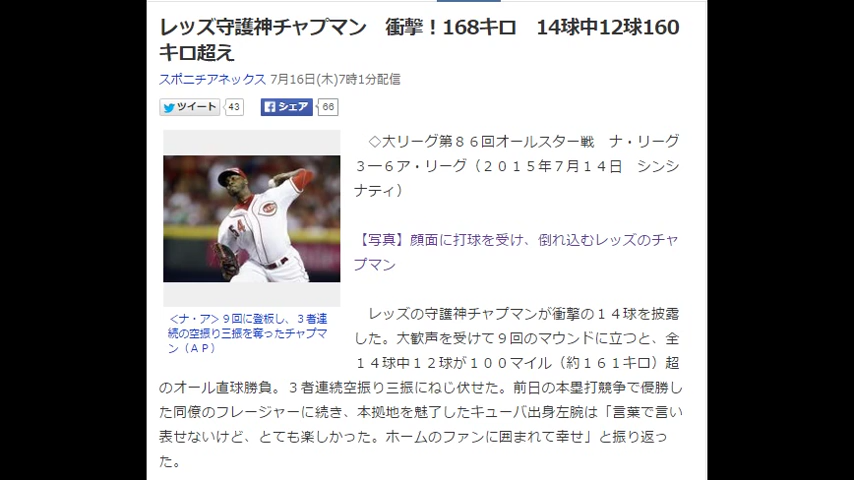 レッズ守護神チャプマン　衝撃！168キロ　14球中12球160
キロ超え
スポニチアネックス 7月16日(木)7時1分配信
ツイート 43 シェア 66
◇大リーグ第８６回オールスター戦　ナ・リーグ
３―６ア・リーグ（２０１５年７月１４日　シンシ
ナティ）
【写真】顔面に打球を受け、倒れ込むレッズのチャ
プマン
＜ナ・ア＞９回に登板し、３者連
続の空振り三振を奪ったチャプマ
ン（ＡＰ）
レッズの守護神チャプマンが衝撃の１４球を披露
した。大歓声を受けて９回のマウンドに立つと、全
１４球中１２球が１００マイル（約１６１キロ）超
のオール直球勝負。３者連続空振り三振にねじ伏せた。前日の本塁打競争で優勝し
た同僚のフレージャーに続き、本拠地を魅了したキューバ出身左腕は「言葉で言い
表せないけど、とても楽しかった。ホームのファンに囲まれて幸せ」と振り返っ
た。